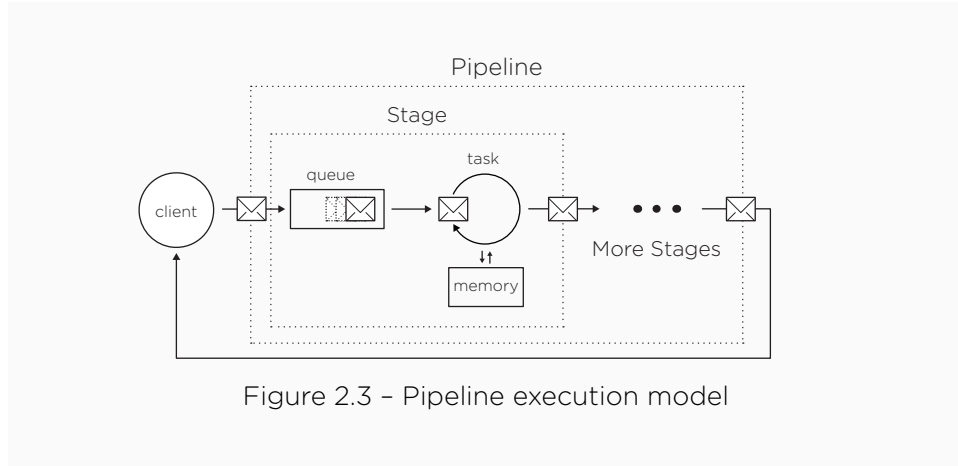 Pipeline
Stage
task
queue
client
More Stages
memory
Figure 2.3 – Pipeline execution model